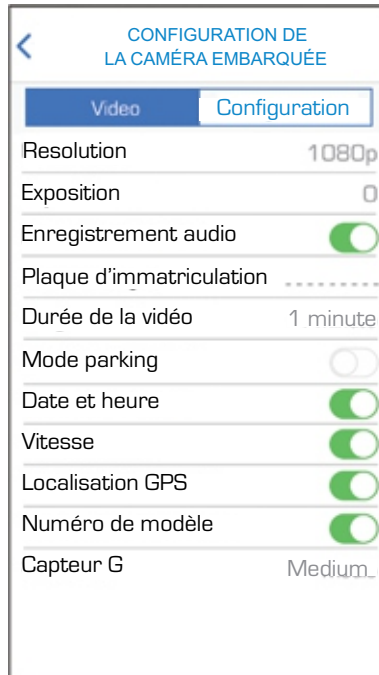 CONFIGURATION DE
LA CAMÉRA EMBARQUÉE
Video Configuration
Resolution 1080p
Exposition 0
Enregistrement audio
Plaque d'immatriculation ---------
Durée de la vidéo 1 minute
Mode parking
Date et heure
Vitesse
Localisation GPS
Numéro de modèle
Capteur G Medium